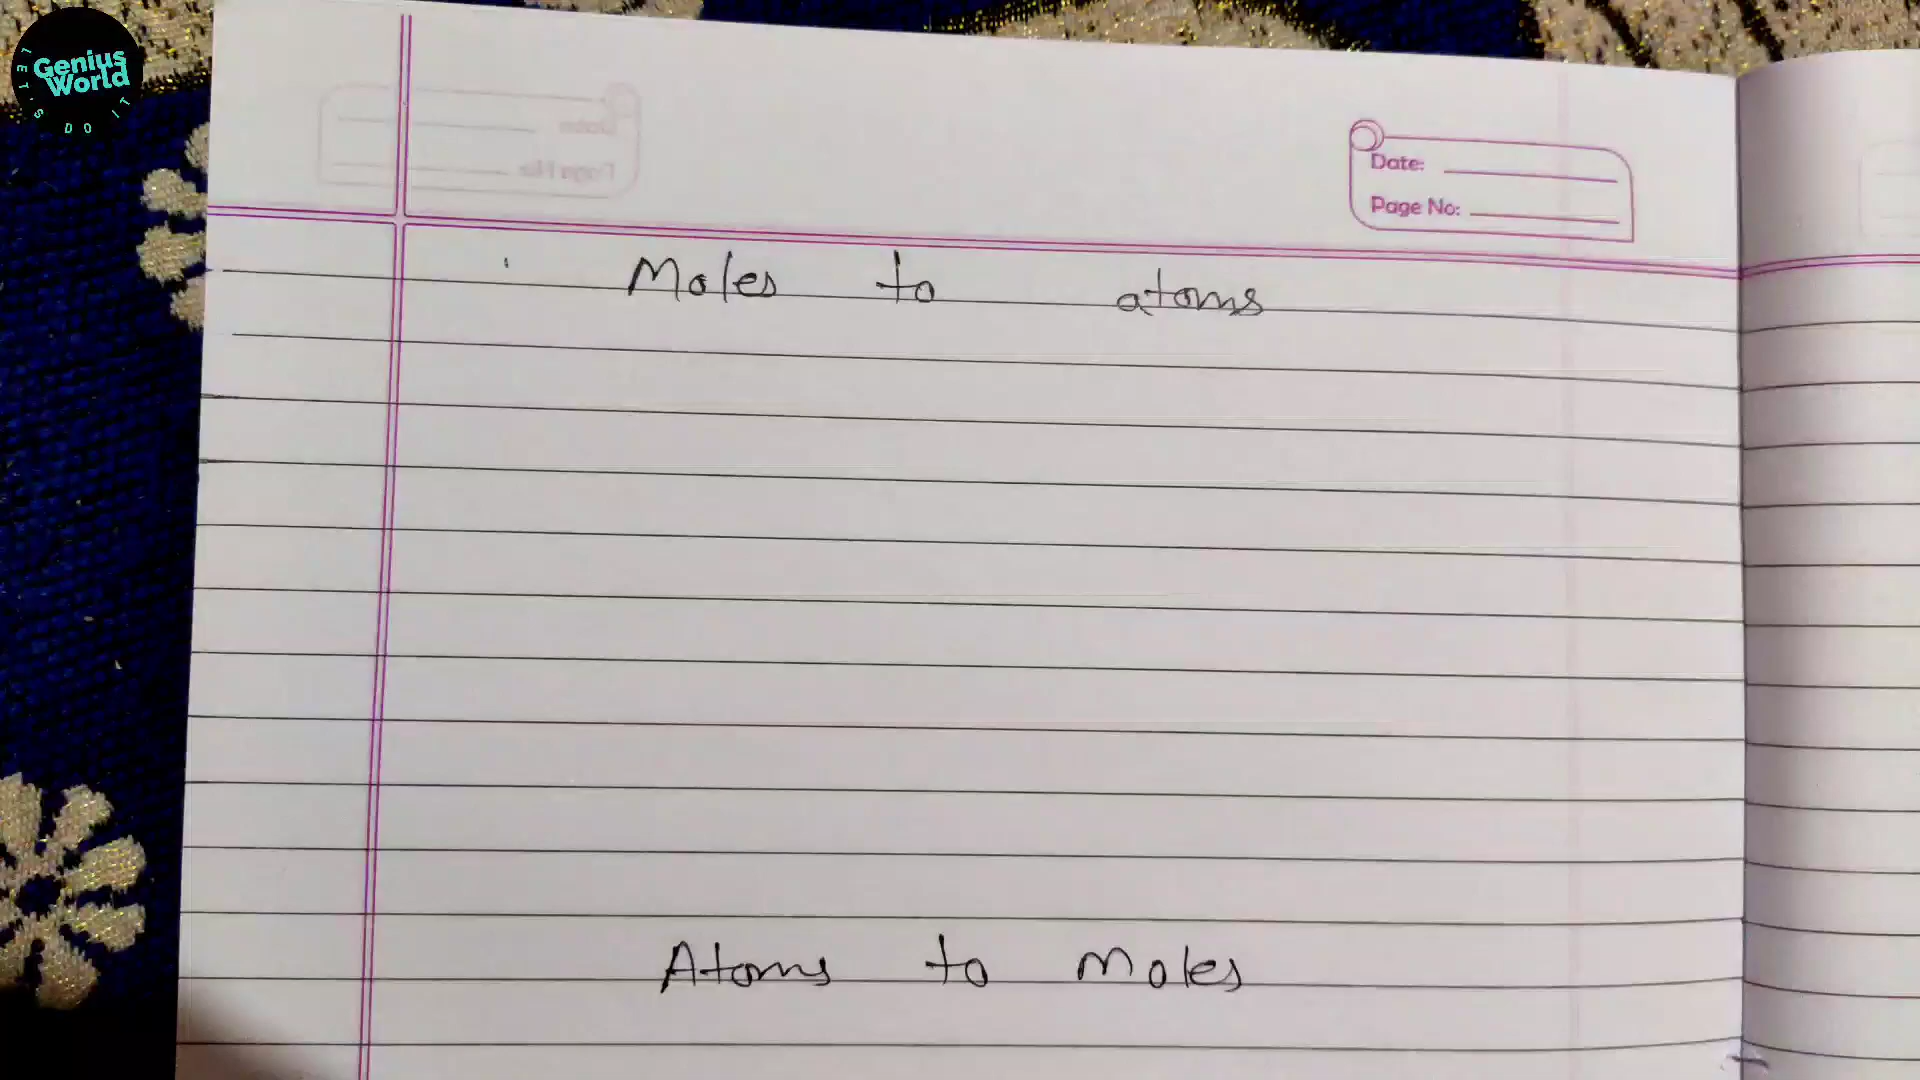 Genius
World
LET'S DO IT
Date:
Page No:
Moles to atoms
Atoms to Moles